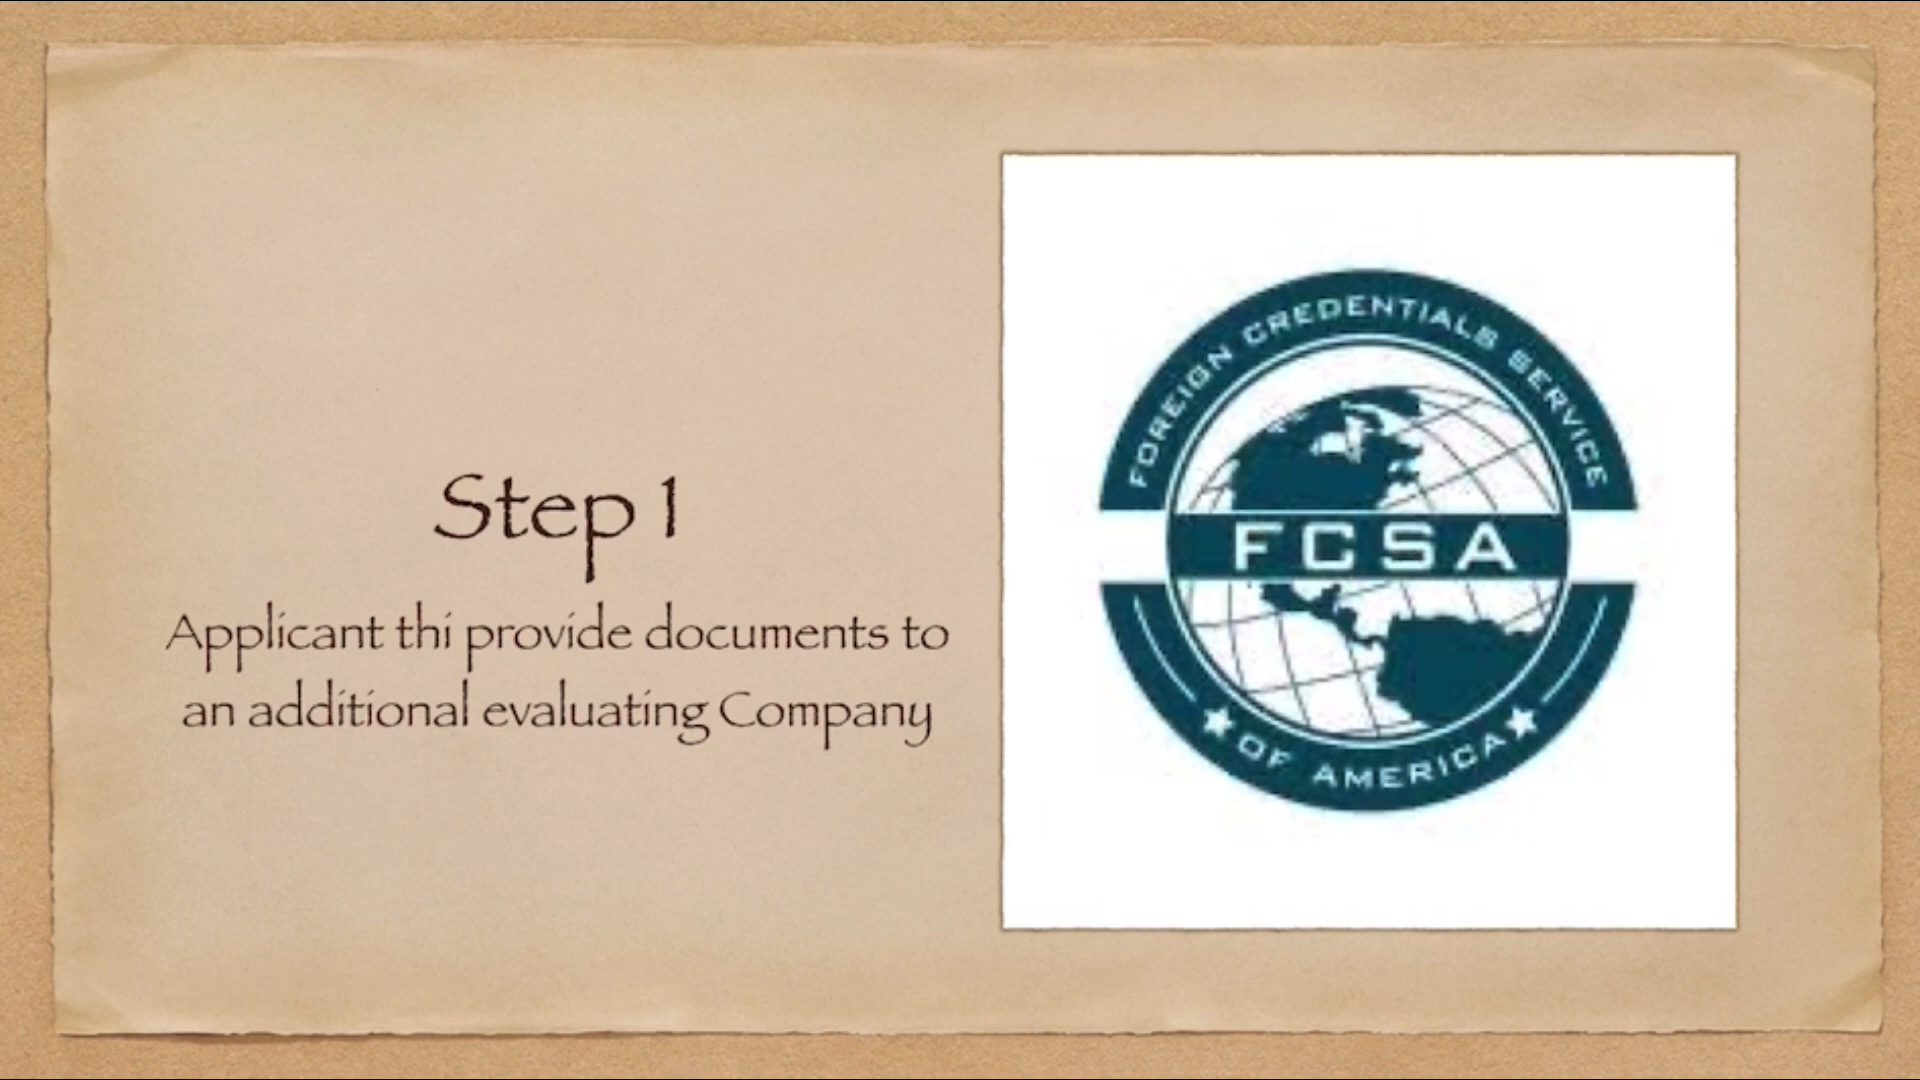 Step 1
Applicant thi provide documents to
an additional evaluating Company
FOREIGN CREDENTIALS SERVICE
FCSA
OF AMERICA